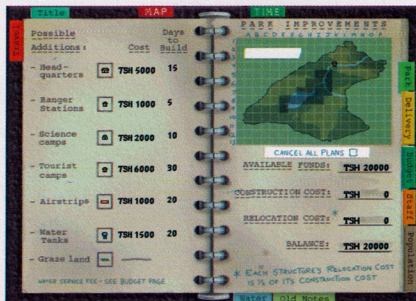 Title
MAP
TIME
Possible
Additions:
Cost
Days
to
Build
- Head-
quarters
TSH 5000
15
- Ranger
Stations
TSH 1000
5
- Science
camps
TSH 2000
10
- Tourist
camps
TSH 6000
30
- Airstrips
TSH 1000
20
- Water
Tanks
TSH 1500
20
- Graze land
WATER SERVICE FEE - SEE BUDGET PAGE
PARK IMPROVEMENTS
A B C D E F G H I J K L M N O
CANCEL ALL PLANS
AVAILABLE FUNDS: TSH 20000
CONSTRUCTION COST: TSH 0
RELOCATION COST: * TSH 0
BALANCE: TSH 20000
* EACH STRUCTURE'S RELOCATION COST
IS ½ OF ITS CONSTRUCTION COST
Park
Delivery
Budget
Staff
Population
Water
Old Notes